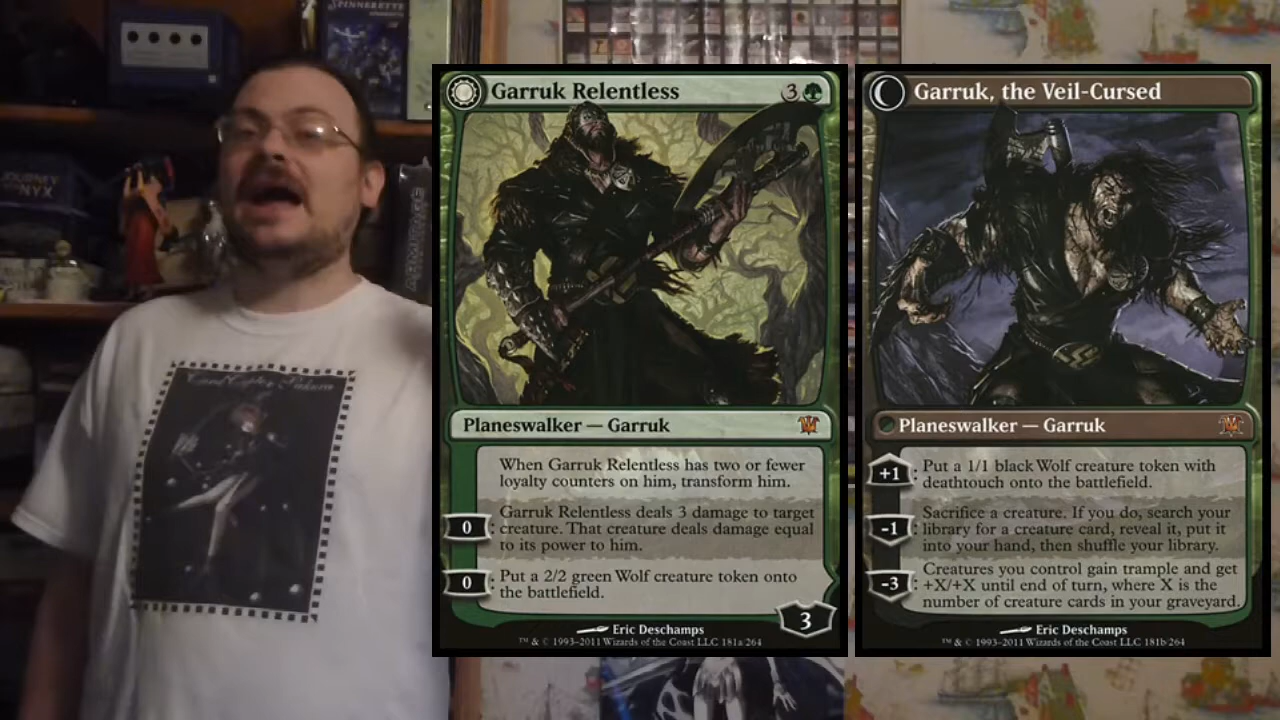 SPINNERETTE
XANADU
Garruk Relentless
3
Planeswalker — Garruk
When Garruk Relentless has two or fewer
loyalty counters on him, transform him.
0 : Garruk Relentless deals 3 damage to target
creature. That creature deals damage equal
to its power to him.
0 : Put a 2/2 green Wolf creature token onto
the battlefield.
3
Eric Deschamps
™ & © 1993–2011 Wizards of the Coast LLC 181a/264
Garruk, the Veil-Cursed
Planeswalker — Garruk
+1 : Put a 1/1 black Wolf creature token with
deathtouch onto the battlefield.
-1 : Sacrifice a creature. If you do, search your
library for a creature card, reveal it, put it
into your hand, then shuffle your library.
-3 : Creatures you control gain trample and get
+X/+X until end of turn, where X is the
number of creature cards in your graveyard.
Eric Deschamps
™ & © 1993–2011 Wizards of the Coast LLC 181b/264